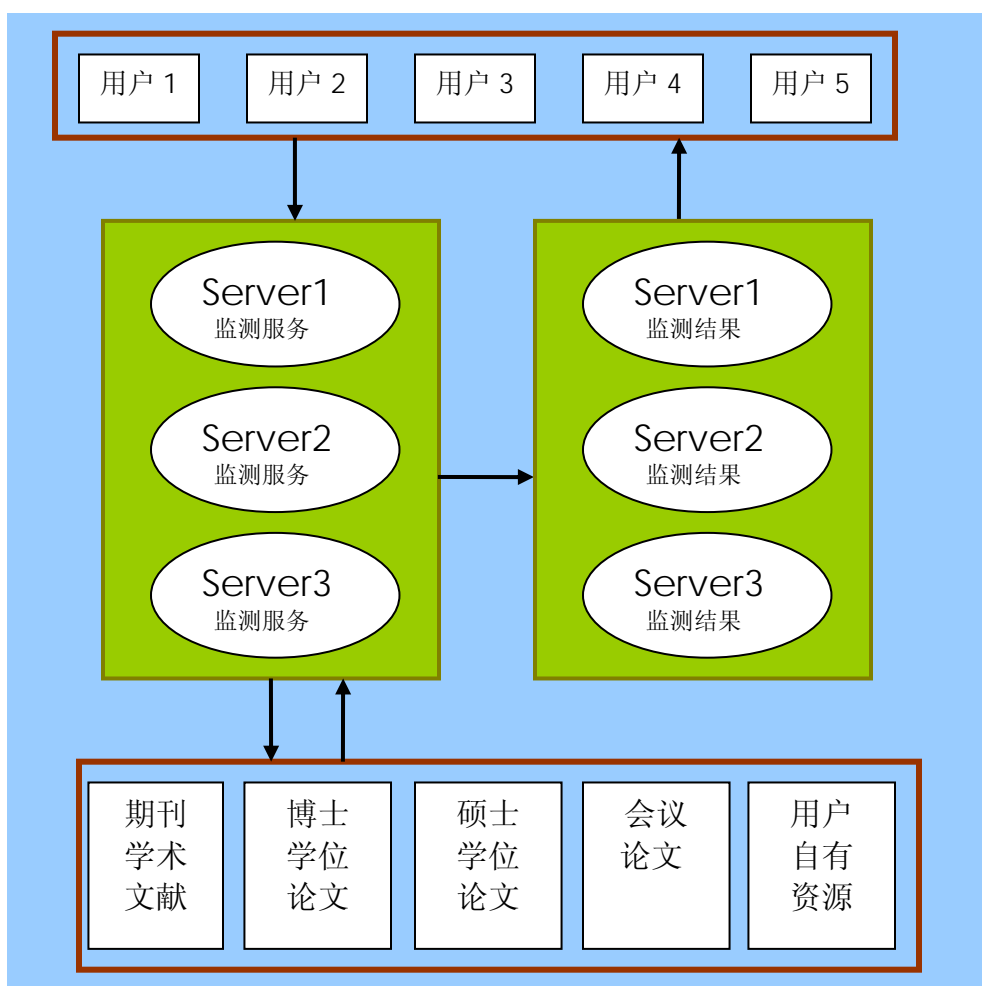 用户 1
用户 2
用户 3
用户 4
用户 5
Server1
监测服务
Server2
监测服务
Server3
监测服务
Server1
监测结果
Server2
监测结果
Server3
监测结果
期刊
学术
文献
博士
学位
论文
硕士
学位
论文
会议
论文
用户
自有
资源